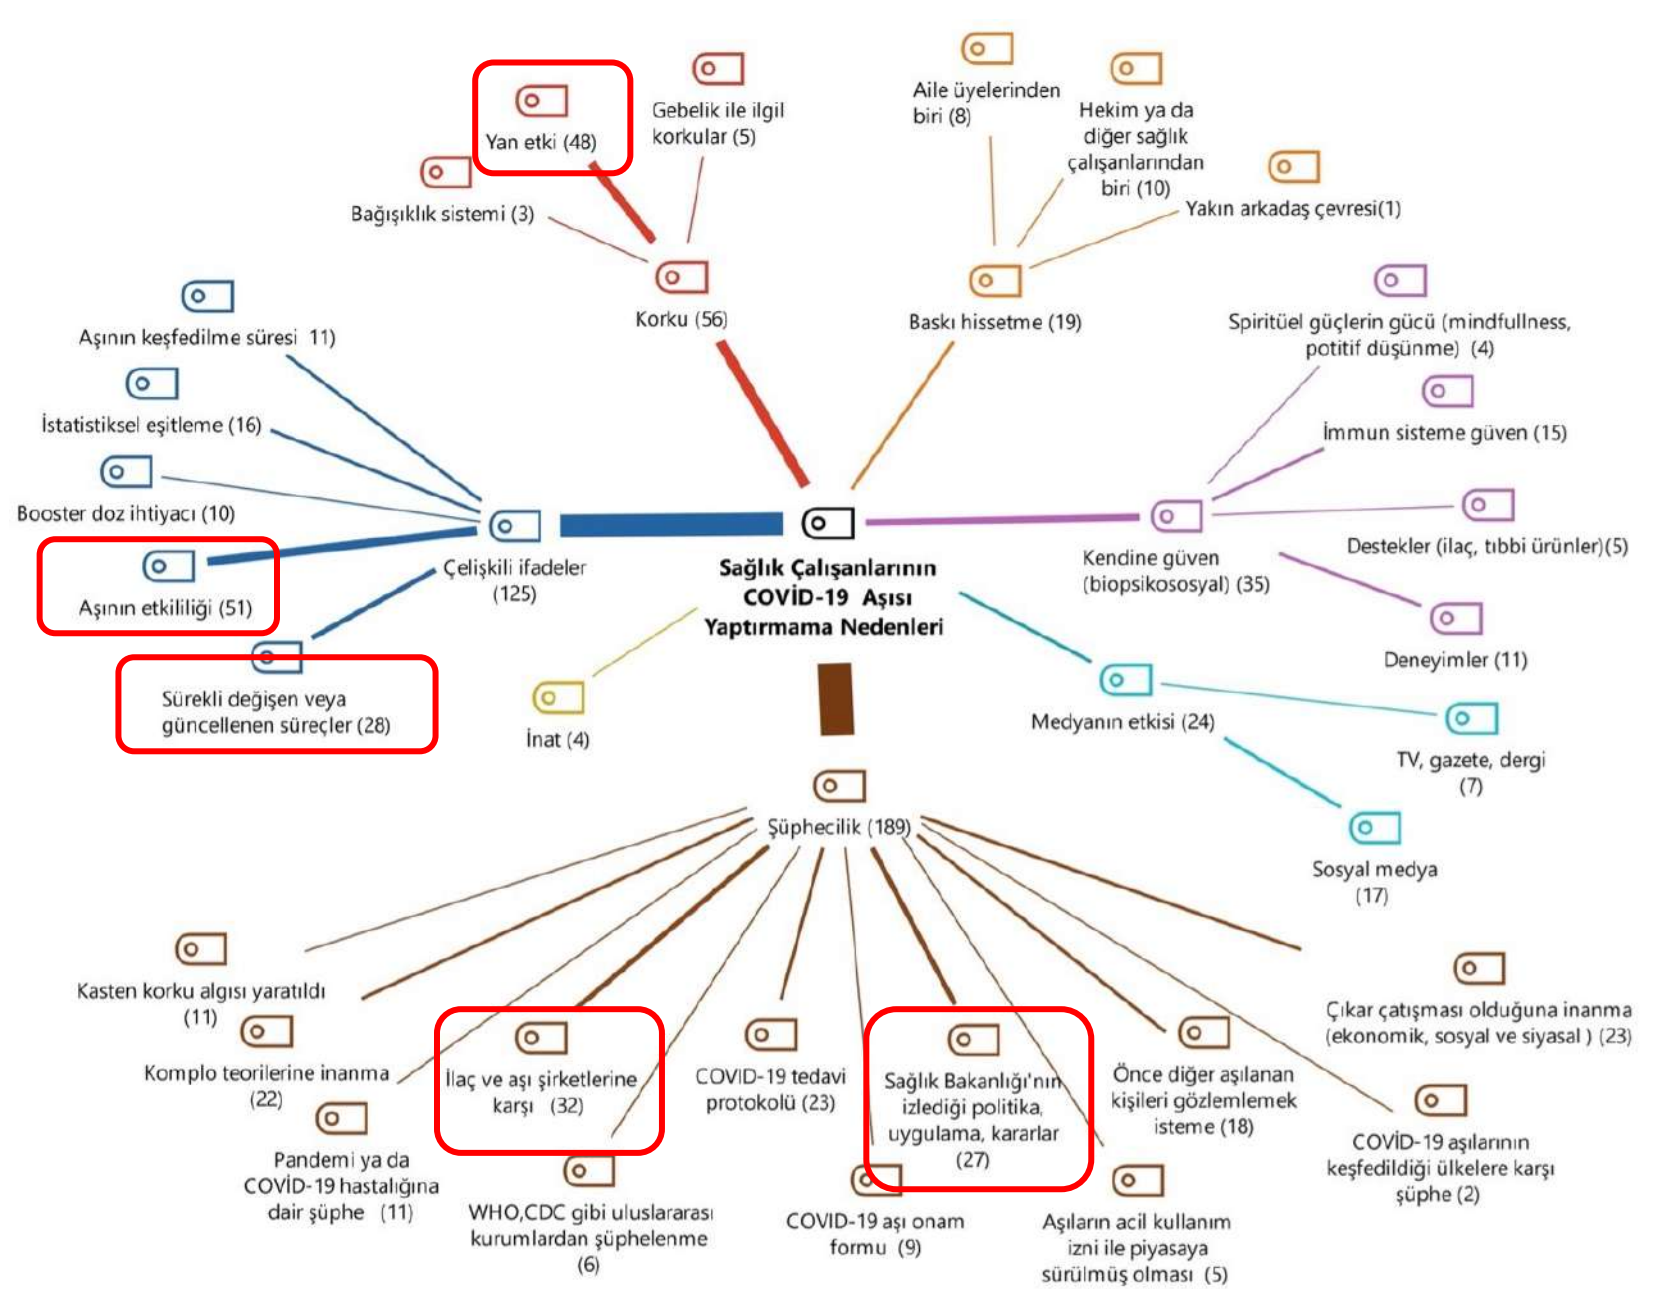 Yan etki (48)
Gebelik ile ilgil
korkular (5)
Bağışıklık sistemi (3)
Korku (56)
Aile üyelerinden
biri (8)
Hekim ya da
diğer sağlık
çalışanlarından
biri (10)
Yakın arkadaş çevresi(1)
Baskı hissetme (19)
Aşının keşfedilme süresi 11)
İstatistiksel eşitleme (16)
Booster doz ihtiyacı (10)
Aşının etkililiği (51)
Sürekli değişen veya
güncellenen süreçler (28)
Çelişkili ifadeler
(125)
Sağlık Çalışanlarının
COVİD-19 Aşısı
Yaptırmama Nedenleri
Spiritüel güçlerin gücü (mindfullness,
potitif düşünme) (4)
İmmun sisteme güven (15)
Destekler (ilaç, tıbbi ürünler)(5)
Kendine güven
(biopsikososyal) (35)
Deneyimler (11)
İnat (4)
Medyanın etkisi (24)
TV, gazete, dergi
(7)
Sosyal medya
(17)
Şüphecilik (189)
Kasten korku algısı yaratıldı
(11)
Komplo teorilerine inanma
(22)
Pandemi ya da
COVİD-19 hastalığına
dair şüphe (11)
İlaç ve aşı şirketlerine
karşı (32)
WHO,CDC gibi uluslararası
kurumlardan şüphelenme
(6)
COVID-19 tedavi
protokolü (23)
COVID-19 aşı onam
formu (9)
Sağlık Bakanlığı'nın
izlediği politika,
uygulama, kararlar
(27)
Aşıların acil kullanım
izni ile piyasaya
sürülmüş olması (5)
Önce diğer aşılanan
kişileri gözlemlemek
isteme (18)
COVİD-19 aşılarının
keşfedildiği ülkelere karşı
şüphe (2)
Çıkar çatışması olduğuna inanma
(ekonomik, sosyal ve siyasal ) (23)